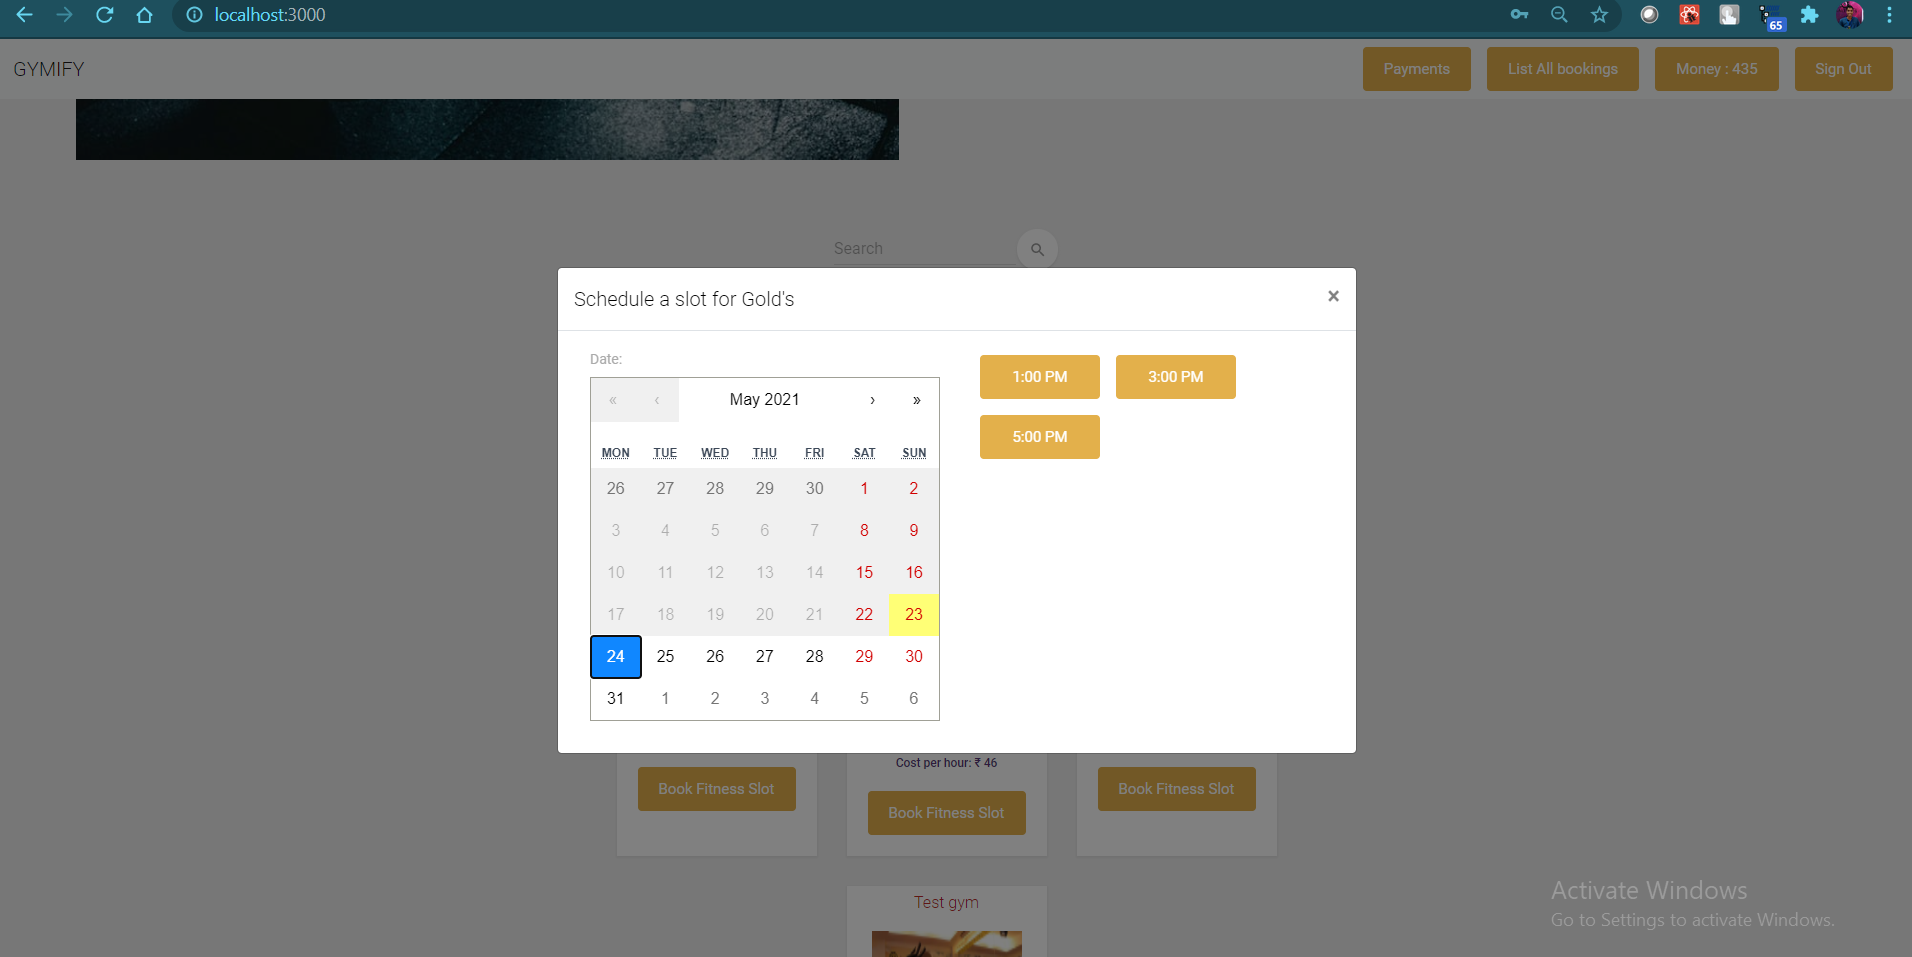 localhost:3000
65
GYMIFY
Payments
List All bookings
Money : 435
Sign Out
Search
Schedule a slot for Gold's
×
Date:
« ‹ May 2021 › »
MON TUE WED THU FRI SAT SUN
26 27 28 29 30 1 2
3 4 5 6 7 8 9
10 11 12 13 14 15 16
17 18 19 20 21 22 23
24 25 26 27 28 29 30
31 1 2 3 4 5 6
1:00 PM
3:00 PM
5:00 PM
Cost per hour: ₹ 46
Book Fitness Slot
Book Fitness Slot
Book Fitness Slot
Test gym
Activate Windows
Go to Settings to activate Windows.